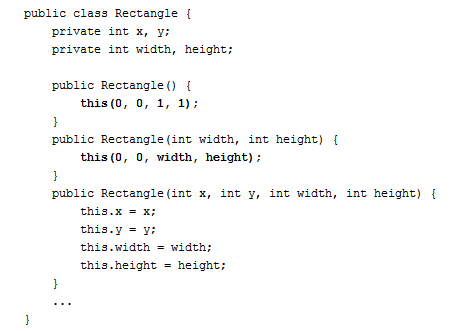 public class Rectangle {
    private int x, y;
    private int width, height;

    public Rectangle() {
        this(0, 0, 1, 1);
    }
    public Rectangle(int width, int height) {
        this(0, 0, width, height);
    }
    public Rectangle(int x, int y, int width, int height) {
        this.x = x;
        this.y = y;
        this.width = width;
        this.height = height;
    }
    ...
}